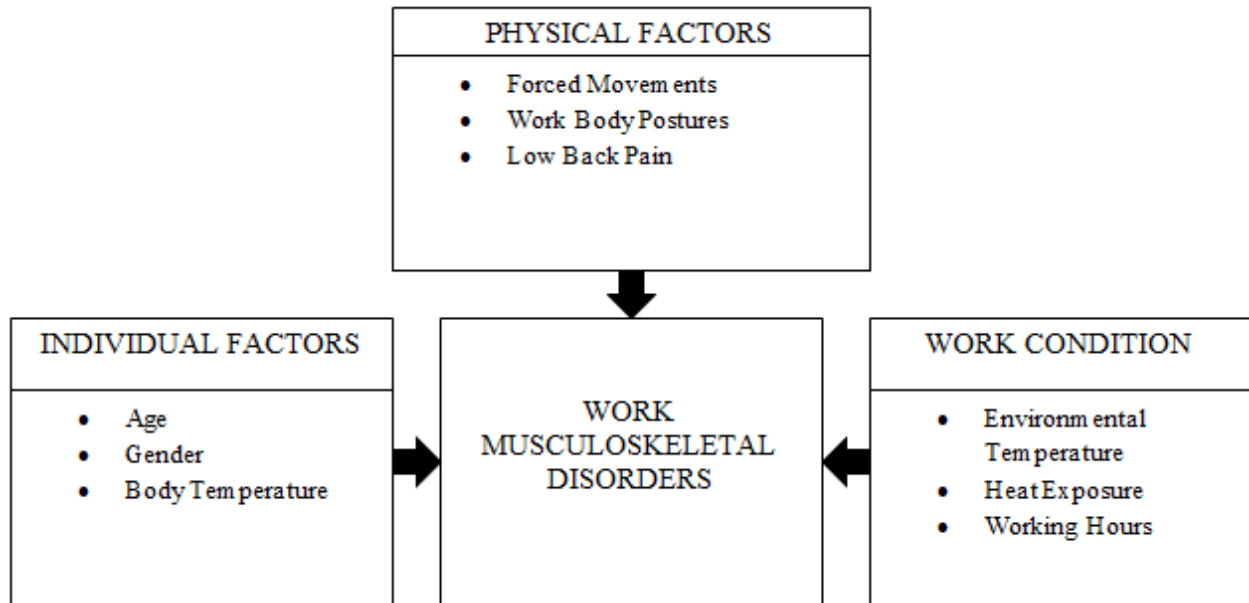 PHYSICAL FACTORS
• Forced Movements
• Work Body Postures
• Low Back Pain
INDIVIDUAL FACTORS
• Age
• Gender
• Body Temperature
WORK
MUSCULOSKELETAL
DISORDERS
WORK CONDITION
• Environmental
Temperature
• Heat Exposure
• Working Hours